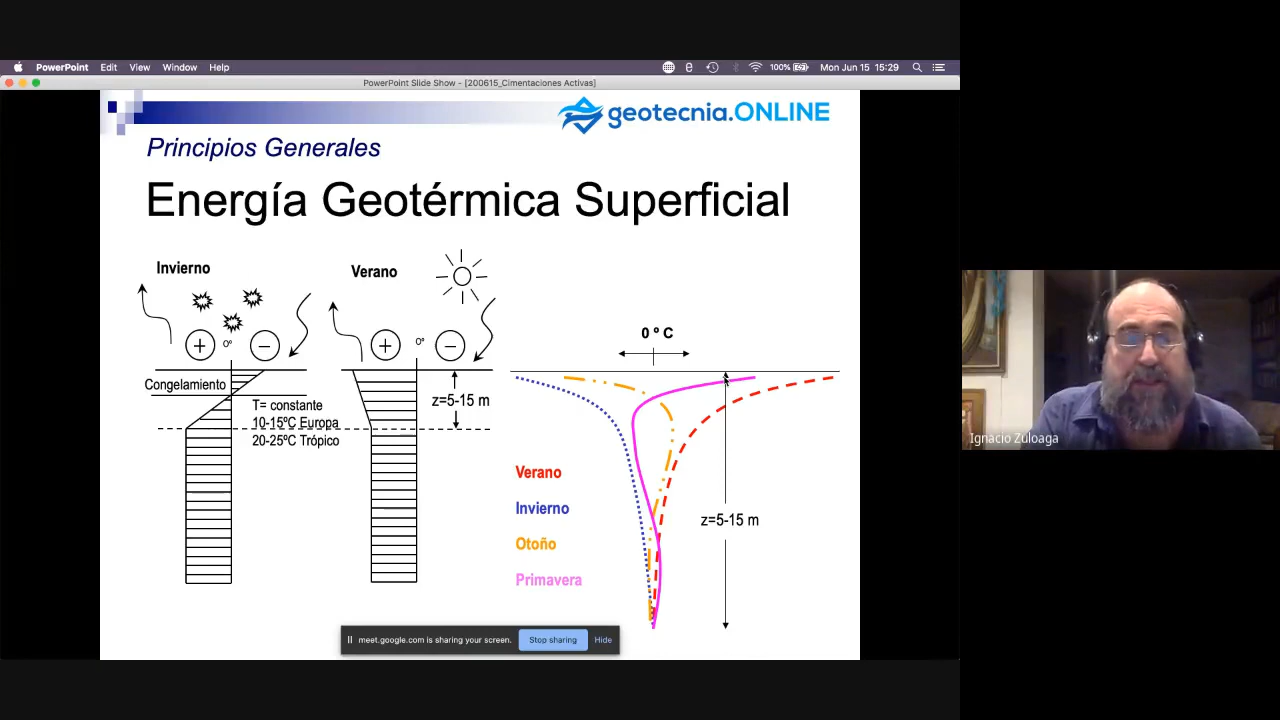 PowerPoint Edit View Window Help 100% Mon Jun 15 15:29
PowerPoint Slide Show - [200615_Cimentaciones Activas]
geotecnia.ONLINE
Principios Generales
Energía Geotérmica Superficial
Invierno
Verano
+ 0° −
+ 0° −
Congelamiento
T= constante
10-15ºC Europa
20-25ºC Trópico
z=5-15 m
0 º C
Verano
Invierno
Otoño
Primavera
z=5-15 m
meet.google.com is sharing your screen. Stop sharing Hide
Ignacio Zuloaga